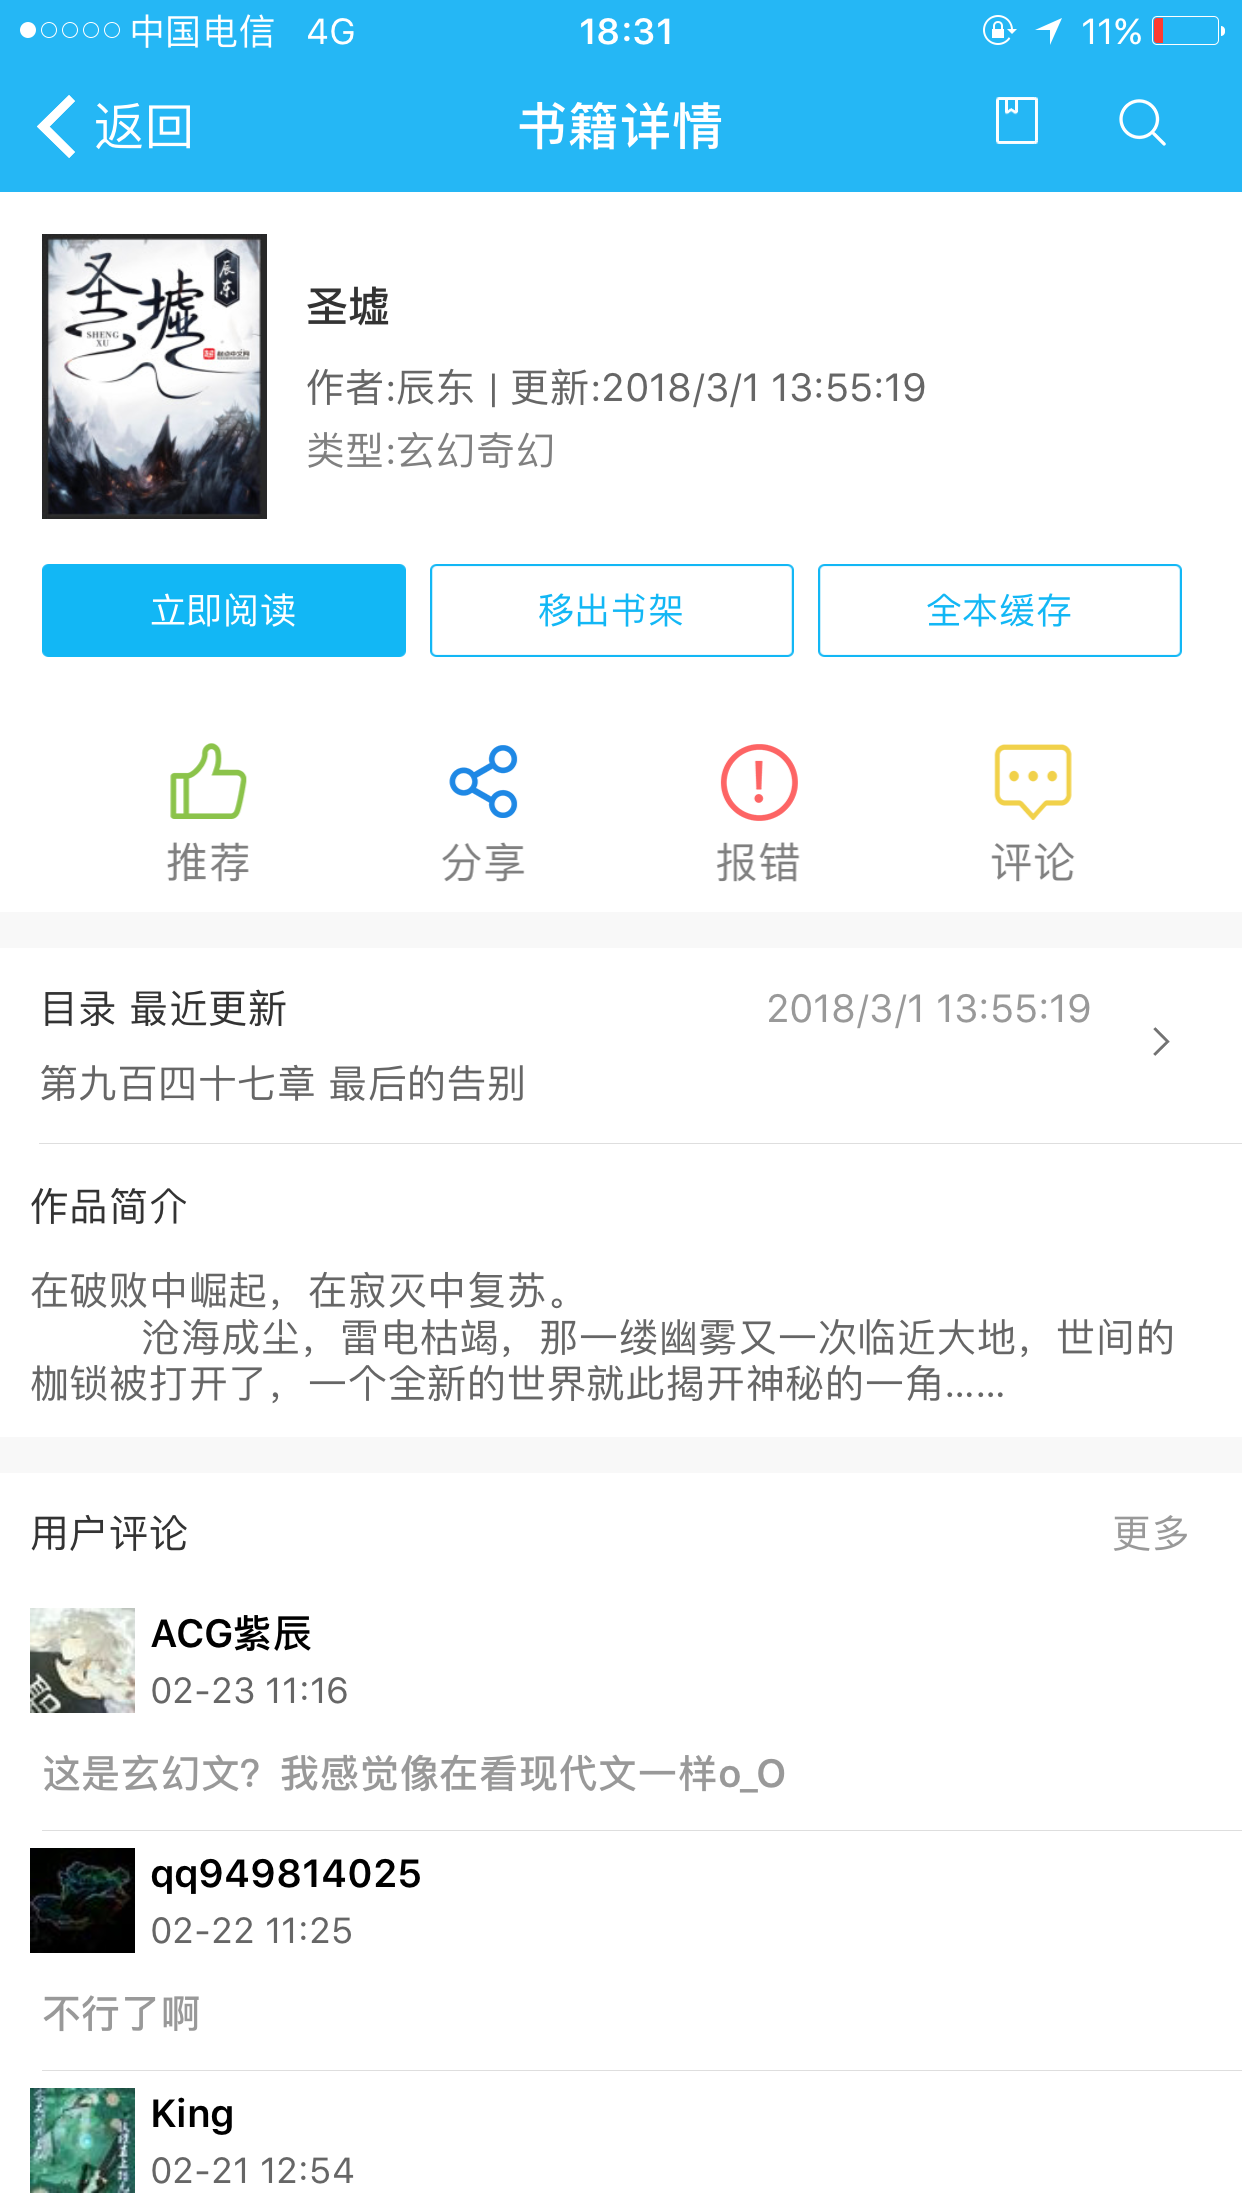 中国电信 4G 18:31 11%
返回 书籍详情
圣墟
辰东
SHENG
XU
圣墟
作者:辰东 | 更新:2018/3/1 13:55:19
类型:玄幻奇幻
立即阅读 移出书架 全本缓存
推荐 分享 报错 评论
目录 最近更新 2018/3/1 13:55:19
第九百四十七章 最后的告别
作品简介
在破败中崛起，在寂灭中复苏。
沧海成尘，雷电枯竭，那一缕幽雾又一次临近大地，世间的
枷锁被打开了，一个全新的世界就此揭开神秘的一角......
用户评论 更多
ACG紫辰
02-23 11:16
这是玄幻文？我感觉像在看现代文一样o_O
qq949814025
02-22 11:25
不行了啊
King
02-21 12:54